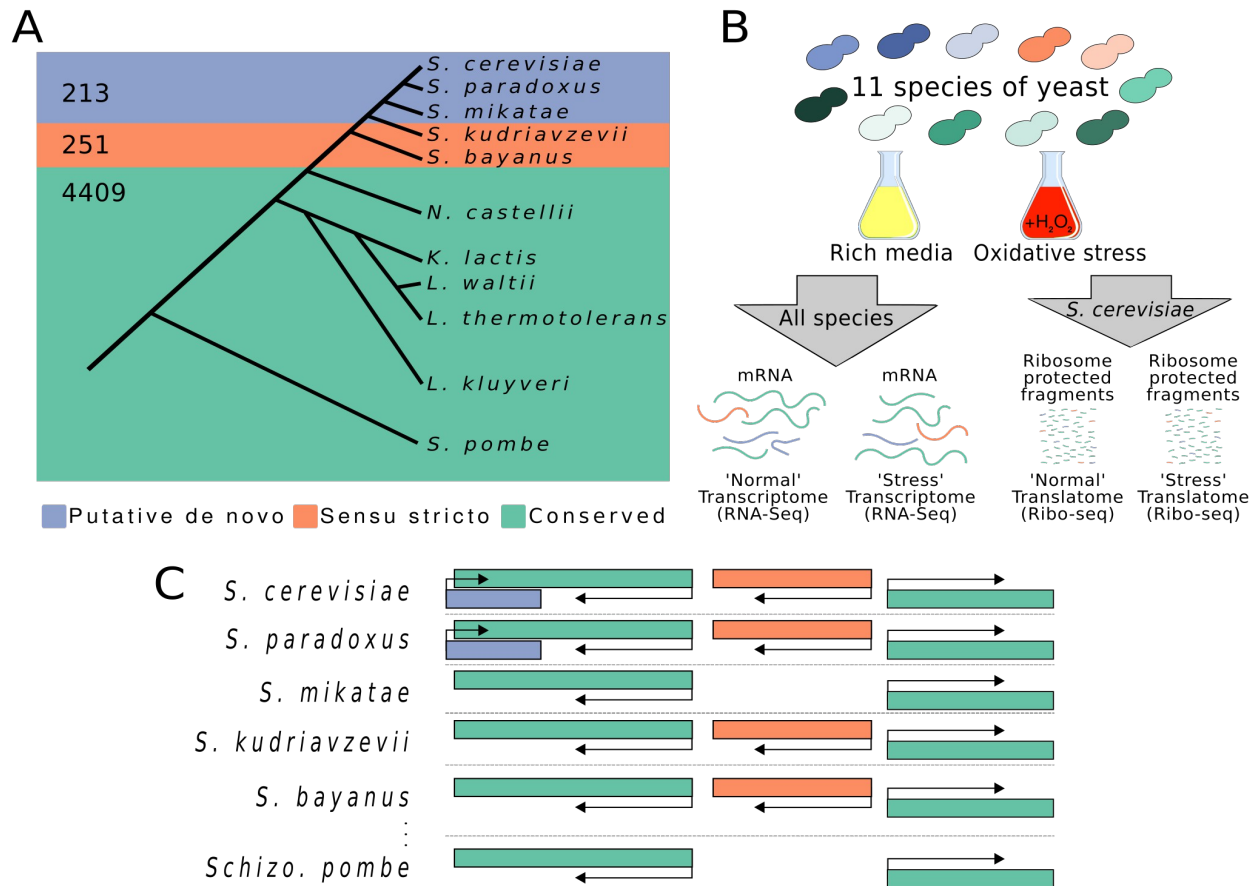 A
213
251
4409
S. cerevisiae
S. paradoxus
S. mikatae
S. kudriavzevii
S. bayanus
N. castellii
K. lactis
L. waltii
L. thermotolerans
L. kluyveri
S. pombe
Putative de novo
Sensu stricto
Conserved
B
11 species of yeast
+H₂O₂
Rich media
Oxidative stress
All species
S. cerevisiae
mRNA
mRNA
Ribosome
protected
fragments
Ribosome
protected
fragments
'Normal'
Transcriptome
(RNA-Seq)
'Stress'
Transcriptome
(RNA-Seq)
'Normal'
Translatome
(Ribo-seq)
'Stress'
Translatome
(Ribo-seq)
C
S. cerevisiae
S. paradoxus
S. mikatae
S. kudriavzevii
S. bayanus
Schizo. pombe